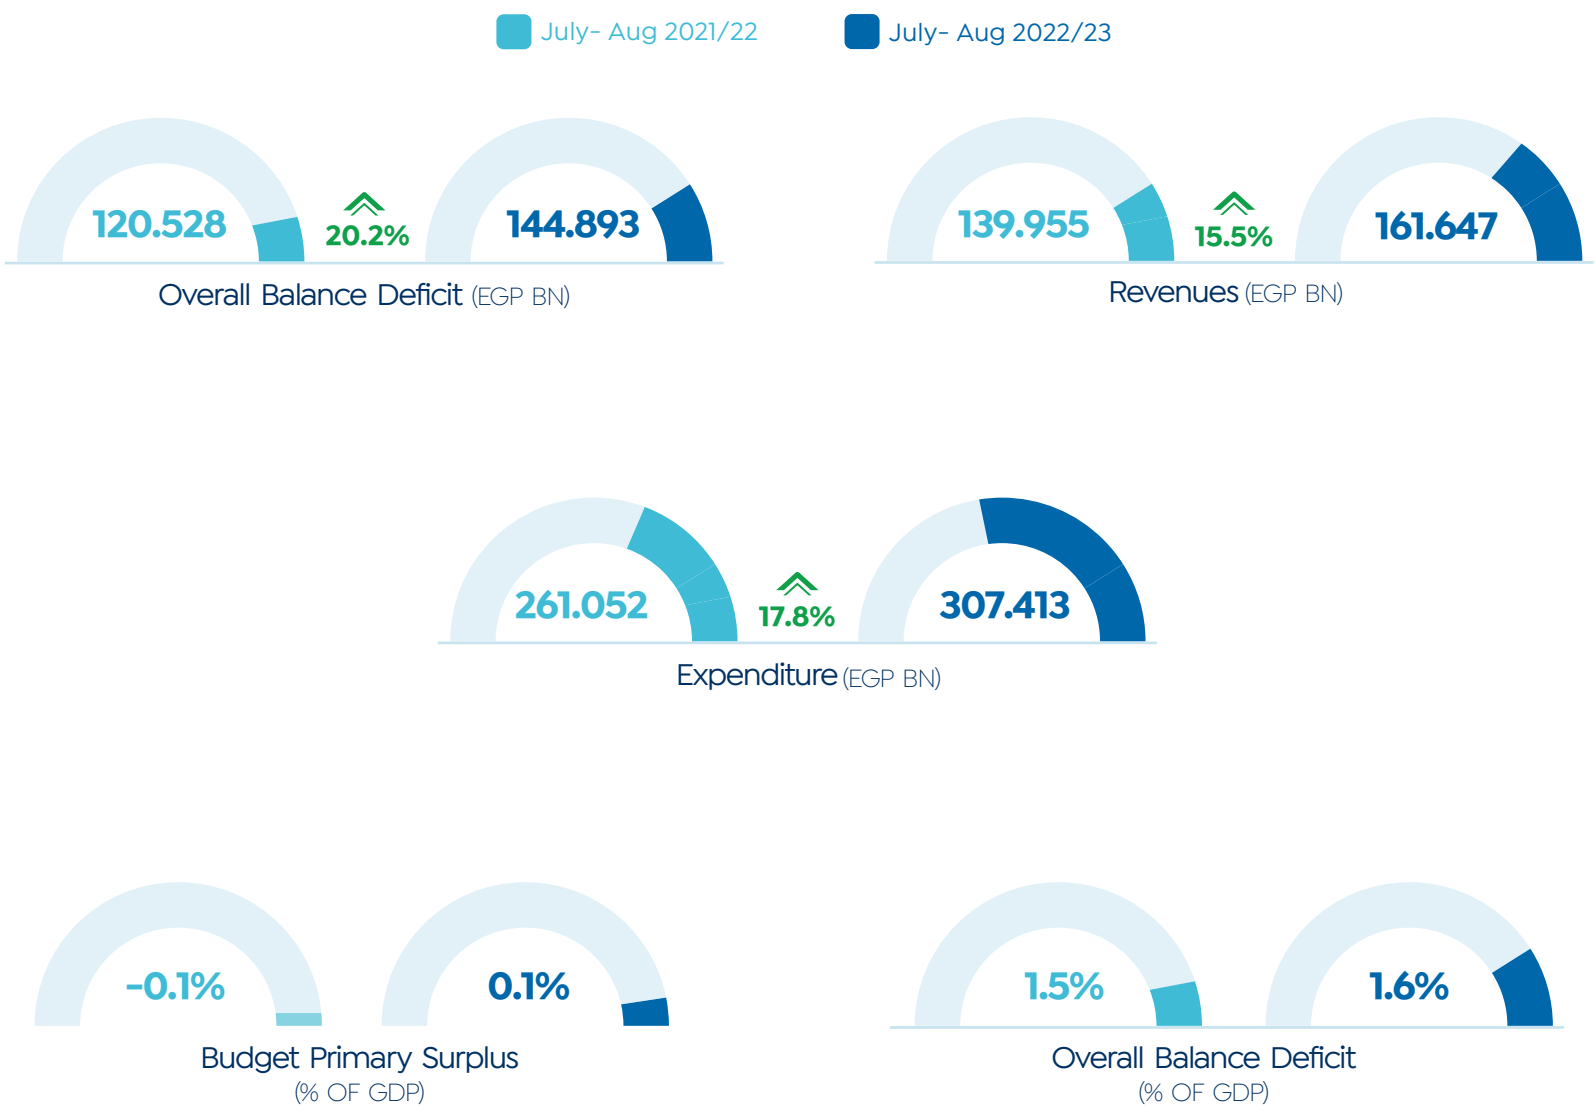 July- Aug 2021/22
July- Aug 2022/23
120.528
20.2%
144.893
Overall Balance Deficit (EGP BN)
139.955
15.5%
161.647
Revenues (EGP BN)
261.052
17.8%
307.413
Expenditure (EGP BN)
-0.1%
0.1%
Budget Primary Surplus
(% OF GDP)
1.5%
1.6%
Overall Balance Deficit
(% OF GDP)